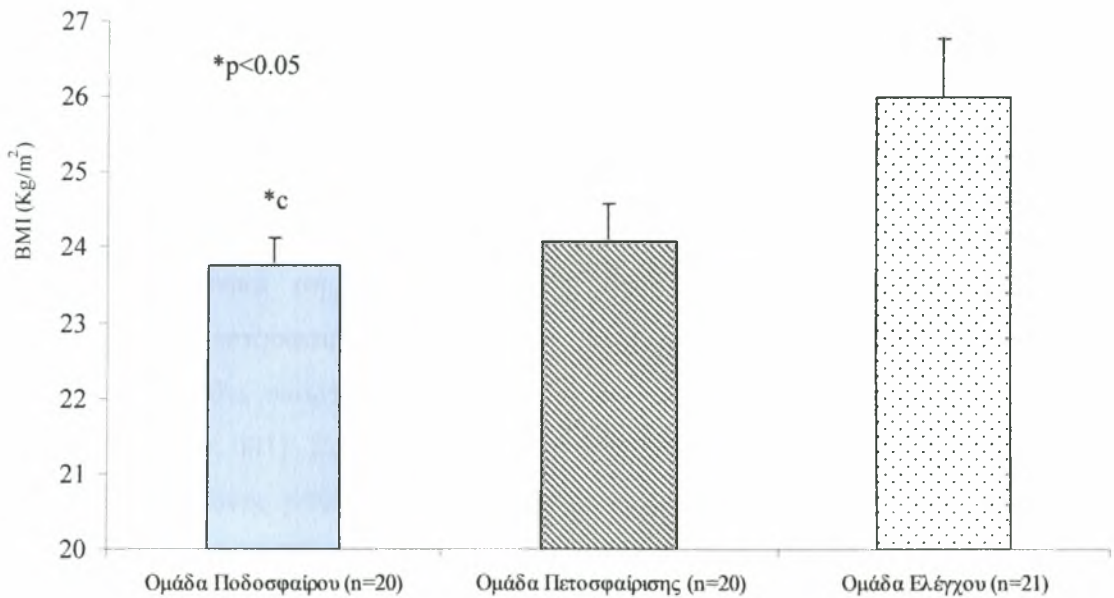 27
*p<0.05
26
25
BMI (Kg/m²)
*c
24
23
22
21
20
Ομάδα Ποδοσφαίρου (n=20)
Ομάδα Πετοσφαίρισης (n=20)
Ομάδα Ελέγχου (n=21)